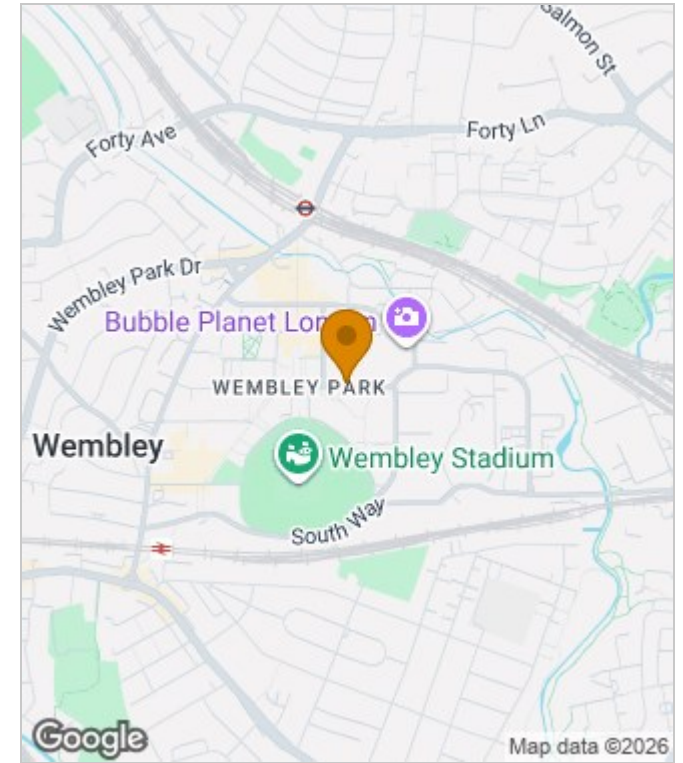 Salmon St
Forty Ave
Forty Ln
Wembley Park Dr
Bubble Planet Lon
WEMBLEY PARK
Wembley
Wembley Stadium
South Way
Google
Map data ©2026